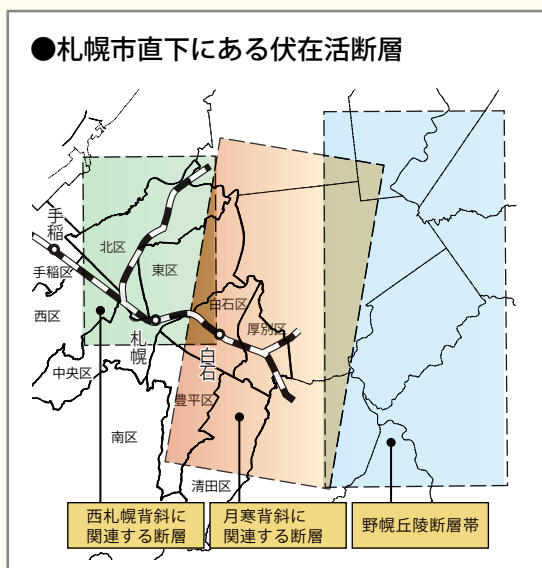 ●札幌市直下にある伏在活断層
手稲
北区
手稲区
東区
西区
白石区
厚別区
札幌
白石
中央区
豊平区
南区
清田区
西札幌背斜に
関連する断層
月寒背斜に
関連する断層
野幌丘陵断層帯